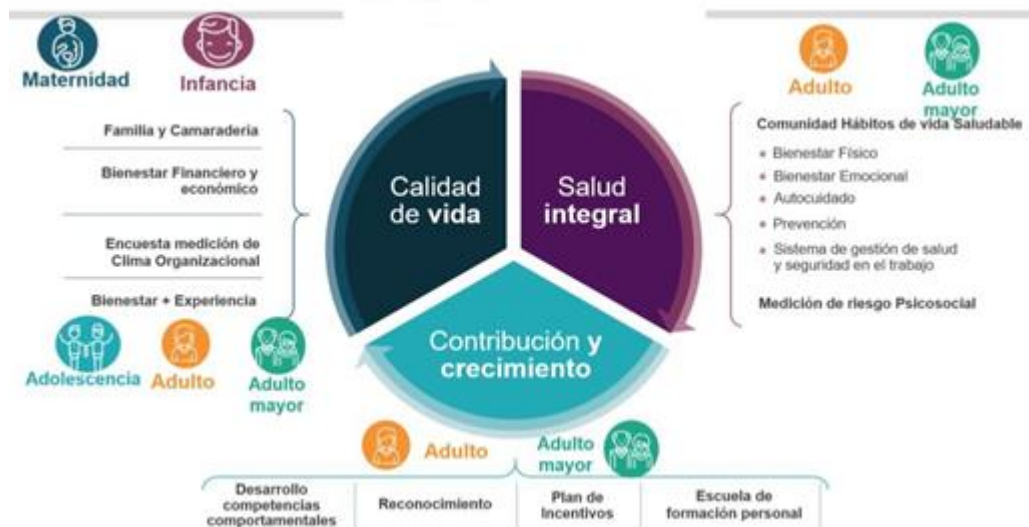 Maternidad
Infancia
Familia y Camaradería
Bienestar Financiero y
económico
Encuesta medición de
Clima Organizacional
Bienestar + Experiencia
Adolescencia
Adulto
Adulto
mayor
Calidad
de vida
Salud
integral
Contribución y
crecimiento
Adulto
Adulto
mayor
Comunidad Hábitos de vida Saludable
Bienestar Físico
Bienestar Emocional
Autocuidado
Prevención
Sistema de gestión de salud
y seguridad en el trabajo
Medición de riesgo Psicosocial
Adulto
Adulto
mayor
Desarrollo
competencias
comportamentales
Reconocimiento
Plan de
Incentivos
Escuela de
formación personal